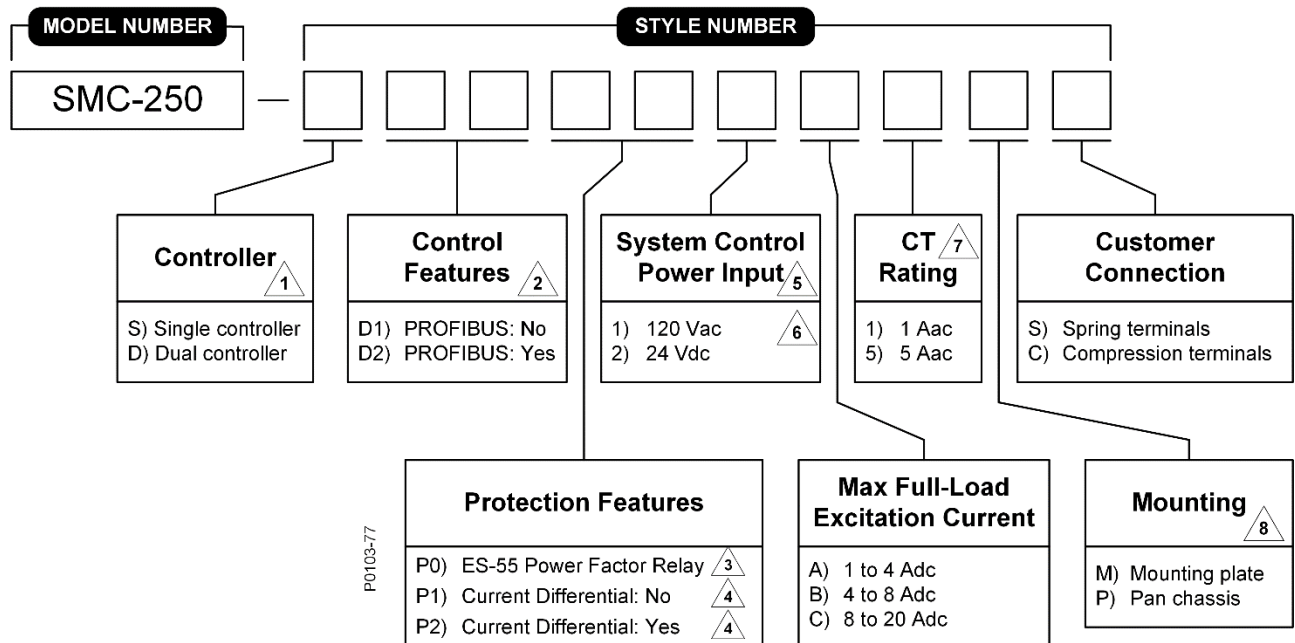 MODEL NUMBER
STYLE NUMBER
SMC-250
Controller
1
S) Single controller
D) Dual controller
Control
Features
2
D1) PROFIBUS: No
D2) PROFIBUS: Yes
System Control
Power Input
5
1) 120 Vac
6
2) 24 Vdc
CT
7
Rating
1) 1 Aac
5) 5 Aac
Customer
Connection
S) Spring terminals
C) Compression terminals
Protection Features
P0) ES-55 Power Factor Relay
3
P1) Current Differential: No
4
P2) Current Differential: Yes
4
Max Full-Load
Excitation Current
A) 1 to 4 Adc
B) 4 to 8 Adc
C) 8 to 20 Adc
Mounting
8
M) Mounting plate
P) Pan chassis
P0103-77